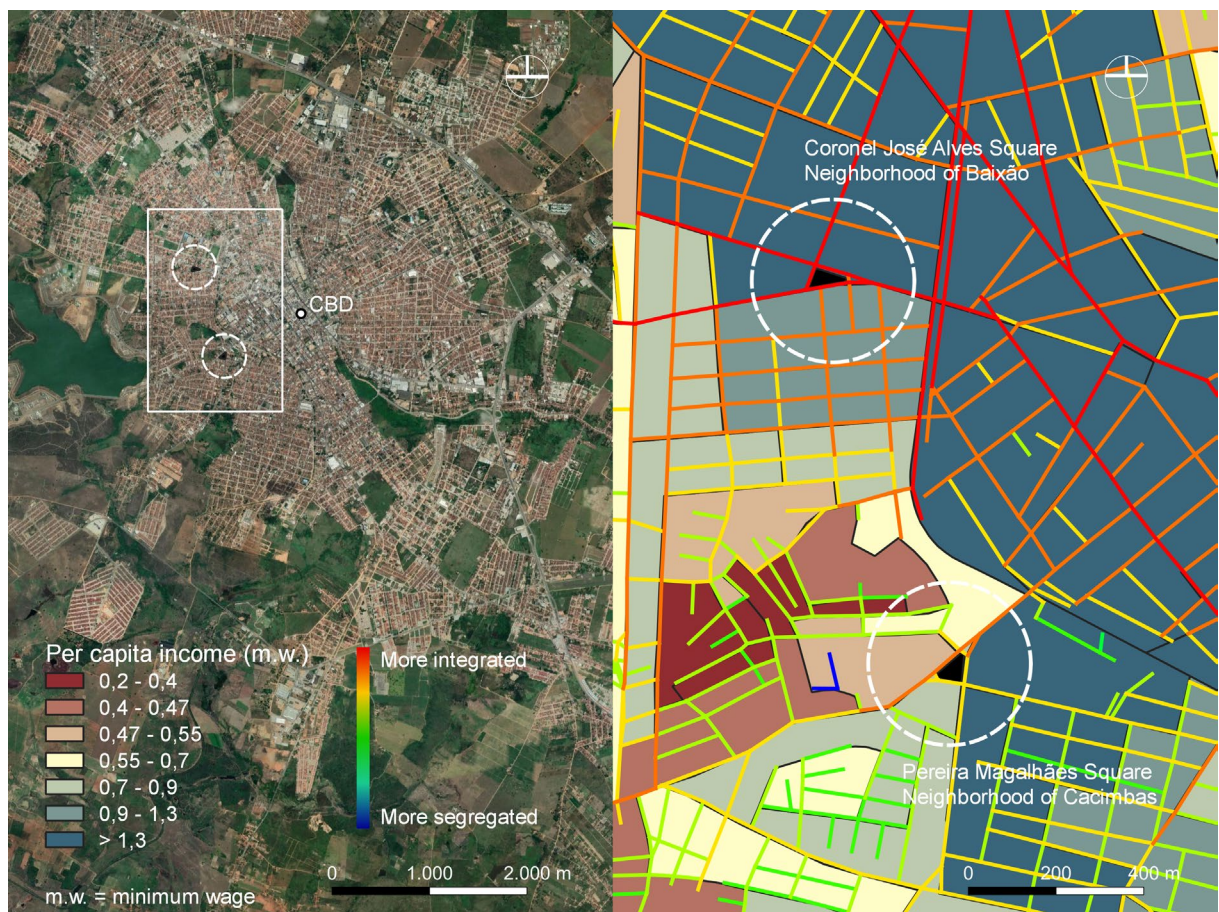 CBD
Per capita income (m.w.)
0,2 - 0,4
0,4 - 0,47
0,47 - 0,55
0,55 - 0,7
0,7 - 0,9
0,9 - 1,3
> 1,3
m.w. = minimum wage
More integrated
More segregated
0 1.000 2.000 m
Coronel José Alves Square
Neighborhood of Baixão
Pereira Magalhães Square
Neighborhood of Cacimbas
0 200 400 m